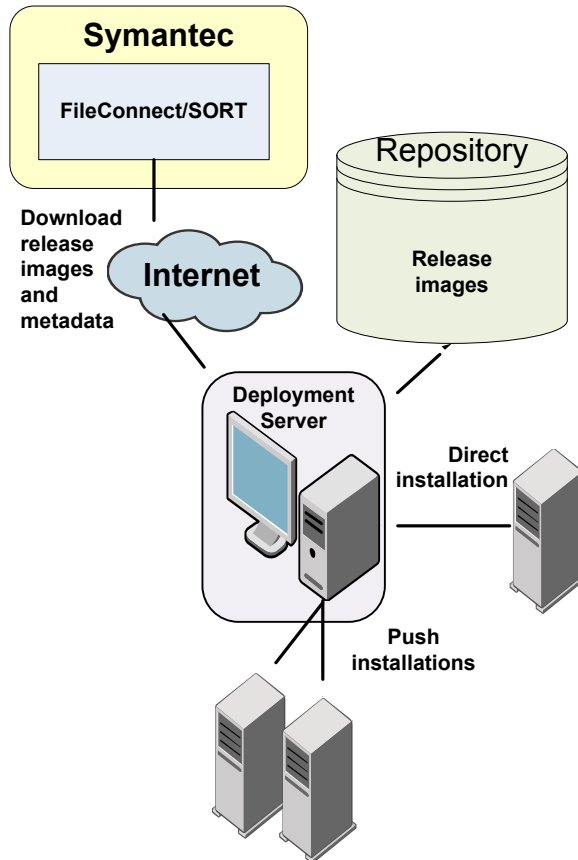 Symantec
FileConnect/SORT
Repository
Download
release
images
and
metadata
Internet
Release
images
Deployment
Server
Direct
installation
Push
installations